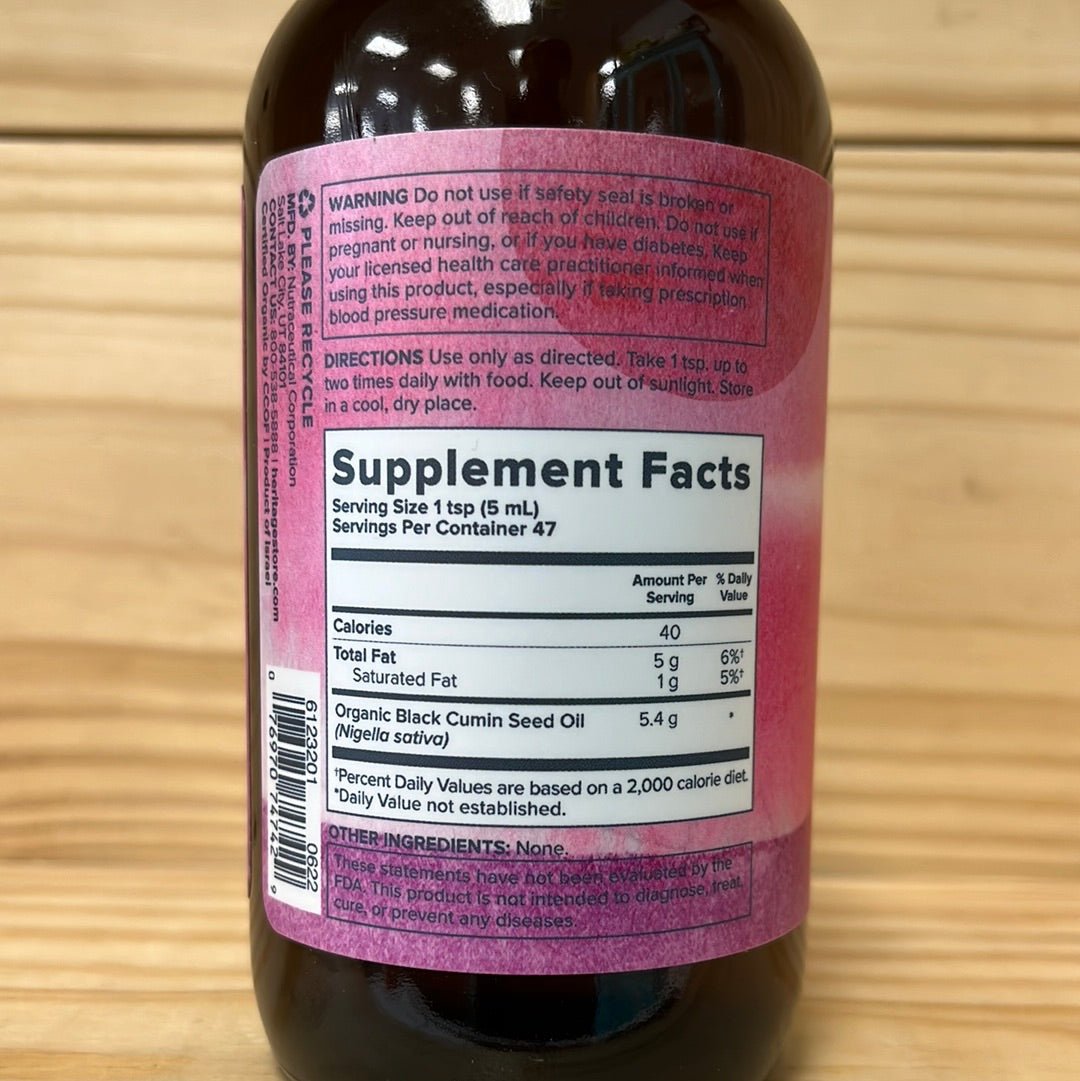 WARNING Do not use if safety seal is broken or
missing. Keep out of reach of children. Do not use if
pregnant or nursing, or if you have diabetes. Keep
your licensed health care practitioner informed when
using this product, especially if taking prescription
blood pressure medication.
DIRECTIONS Use only as directed. Take 1 tsp. up to
two times daily with food. Keep out of sunlight. Store
in a cool, dry place.
Supplement Facts
Serving Size 1 tsp (5 mL)
Servings Per Container 47
Amount Per Serving % Daily Value
Calories 40
Total Fat 5 g 6%†
Saturated Fat 1 g 5%†
Organic Black Cumin Seed Oil 5.4 g *
(Nigella sativa)
†Percent Daily Values are based on a 2,000 calorie diet.
*Daily Value not established.
OTHER INGREDIENTS: None.
These statements have not been evaluated by the
FDA. This product is not intended to diagnose, treat,
cure, or prevent any diseases.
PLEASE RECYCLE
MFD. BY: Nutraceutical Corporation
Salt Lake City, UT 84101
CONTACT US: 800-538-5888 | heritagestore.com
Certified Organic by CCOF | Product of Israel
6123201 0622
0 76970 74742 9